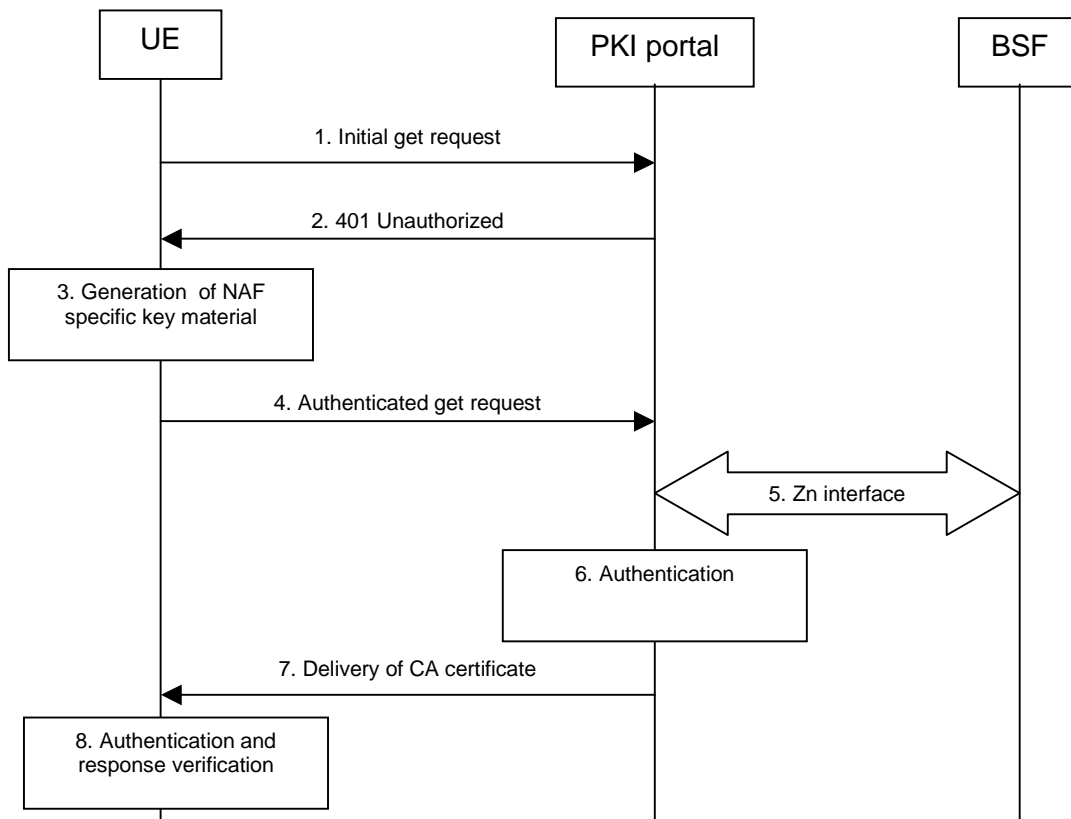 UE
PKI portal
BSF
1. Initial get request
2. 401 Unauthorized
3. Generation of NAF
specific key material
4. Authenticated get request
5. Zn interface
6. Authentication
7. Delivery of CA certificate
8. Authentication and
response verification